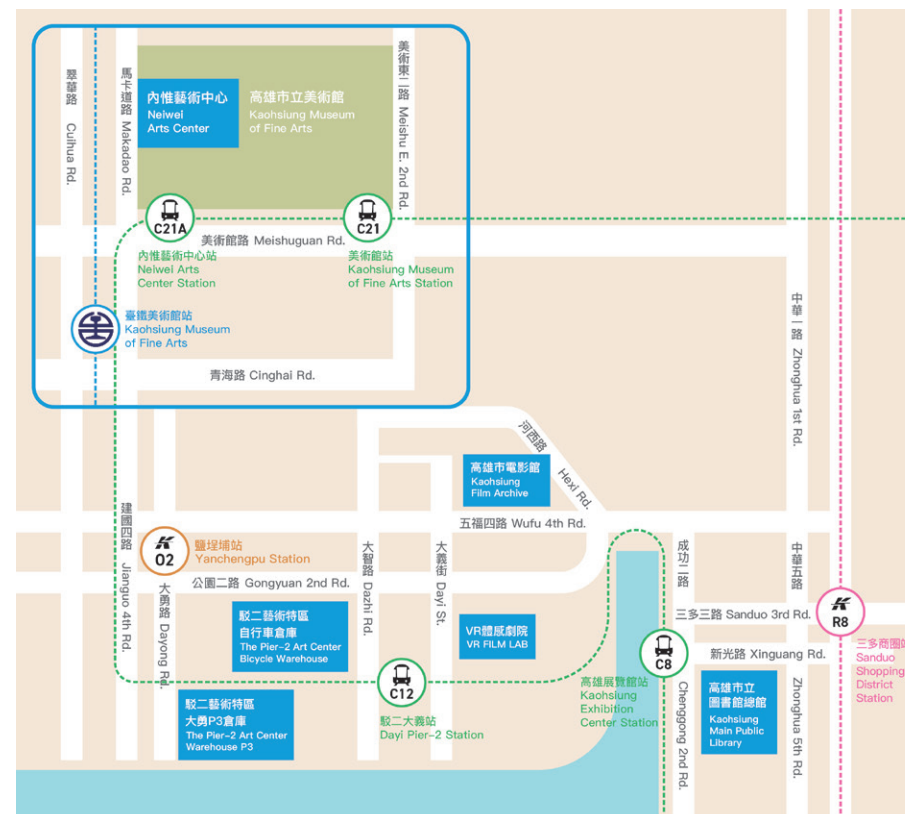 翠華路 Cuihua Rd.
馬卡道路 Makadao Rd.
內惟藝術中心
Neiwei
Arts Center
高雄市立美術館
Kaohsiung Museum
of Fine Arts
美術東二路 Meishu E. 2nd Rd.
C21A
C21
美術館路 Meishuguan Rd.
內惟藝術中心站
Neiwei Arts
Center Station
美術館站
Kaohsiung Museum
of Fine Arts Station
臺鐵美術館站
Kaohsiung Museum
of Fine Arts
青海路 Cinghai Rd.
中華一路 Zhonghua 1st Rd.
河西路 Hexi Rd.
高雄市電影館
Kaohsiung
Film Archive
五福四路 Wufu 4th Rd.
建國四路 Jianguo 4th Rd.
O2
鹽埕埔站
Yanchengpu Station
公園二路 Gongyuan 2nd Rd.
大勇路 Dayong Rd.
大智路 Dazhi Rd.
大義街 Dayi St.
成功二路 Chenggong 2nd Rd.
中華五路 Zhonghua 5th Rd.
三多三路 Sanduo 3rd Rd.
R8
駁二藝術特區
自行車倉庫
The Pier-2 Art Center
Bicycle Warehouse
VR體感劇院
VR FILM LAB
C8
新光路 Xinguang Rd.
三多商圈站
Sanduo
Shopping
District
Station
C12
駁二大義站
Dayi Pier-2 Station
高雄展覽館站
Kaohsiung
Exhibition
Center Station
高雄市立
圖書館總館
Kaohsiung
Main Public
Library
駁二藝術特區
大勇P3倉庫
The Pier-2 Art Center
Warehouse P3